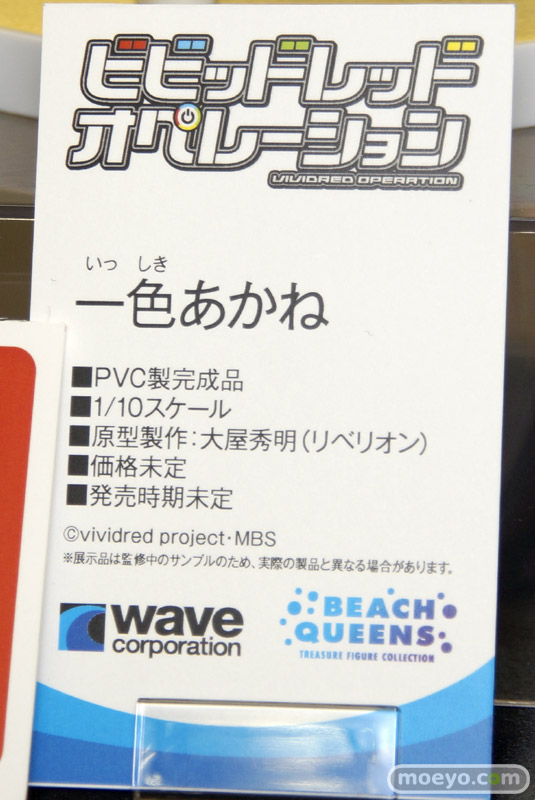 ビビッドレッド
オペレーション
VIVIDRED OPERATION
いっ しき
一色あかね
■PVC製完成品
■1/10スケール
■原型製作：大屋秀明（リベリオン）
■価格未定
■発売時期未定
©vividred project・MBS
※展示品は監修中のサンプルのため、実際の製品と異なる場合があります。
wave
corporation
BEACH
QUEENS
TREASURE FIGURE COLLECTION
moeyo.com